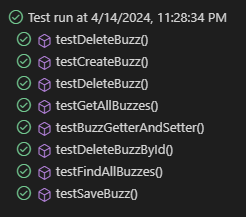 Test run at 4/14/2024, 11:28:34 PM
testDeleteBuzz()
testCreateBuzz()
testDeleteBuzz()
testGetAllBuzzes()
testBuzzGetterAndSetter()
testDeleteBuzzById()
testFindAllBuzzes()
testSaveBuzz()